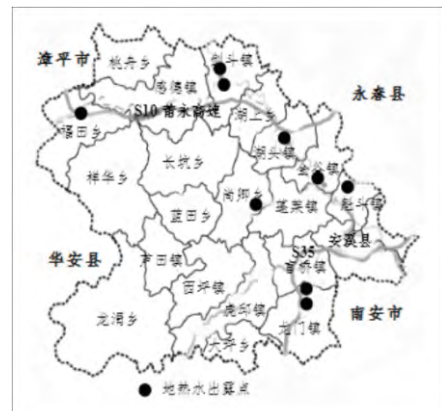 桃舟乡
剑斗镇
漳平市
感德镇
永春县
S10 莆永高速
湖上乡
福田乡
湖头镇
长坑乡
金谷镇
祥华乡
尚卿乡
蓬莱镇
魁斗镇
蓝田乡
安溪县
华安县
芦田镇
S35
官桥镇
西坪镇
虎邱镇
南安市
龙涓乡
龙门镇
大坪乡
地热水出露点